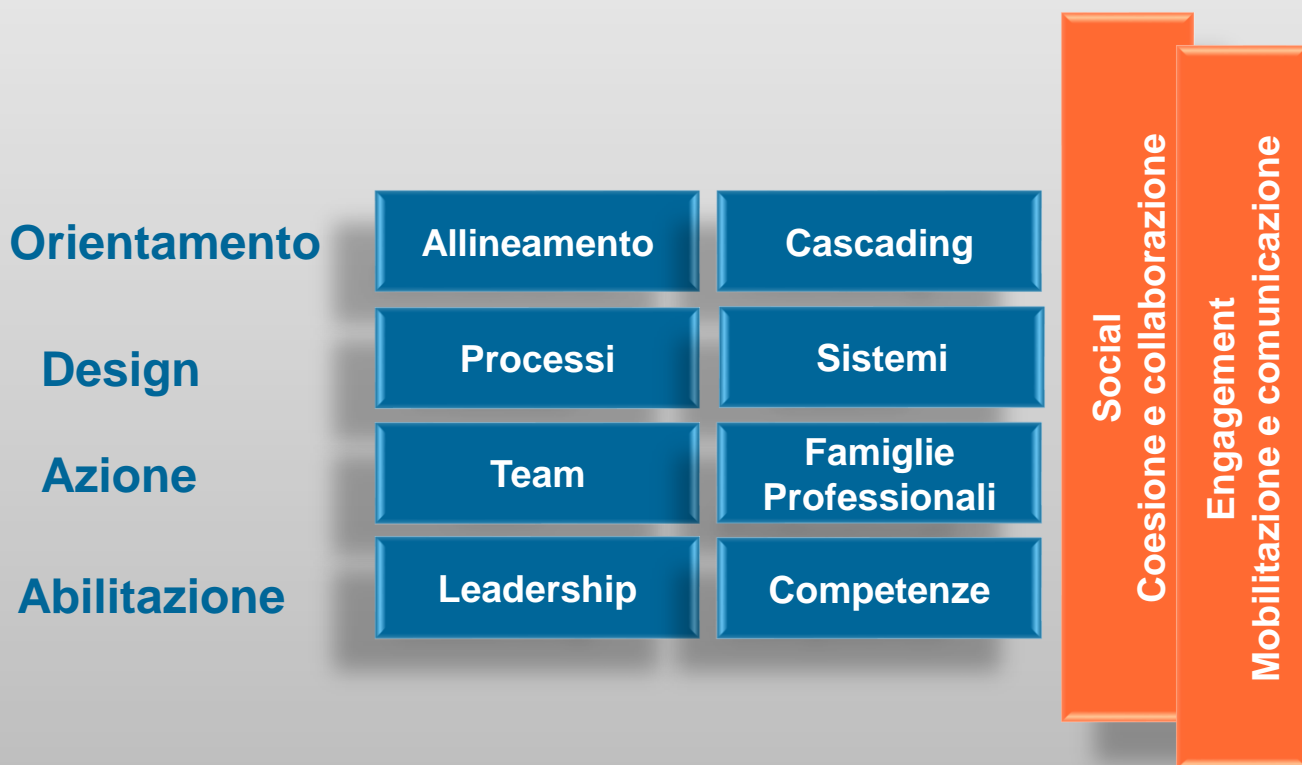 Orientamento
Allineamento
Cascading
Design
Processi
Sistemi
Azione
Team
Famiglie
Professionali
Abilitazione
Leadership
Competenze
Social
Coesione e collaborazione
Engagement
Mobilitazione e comunicazione